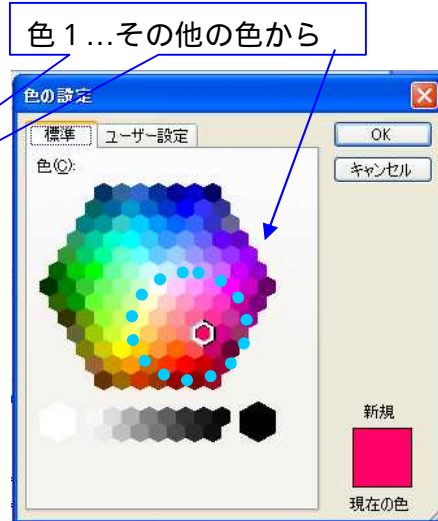 色１…その他の色から
色の設定
標準 ユーザー設定
OK
キャンセル
色(C):
新規
現在の色